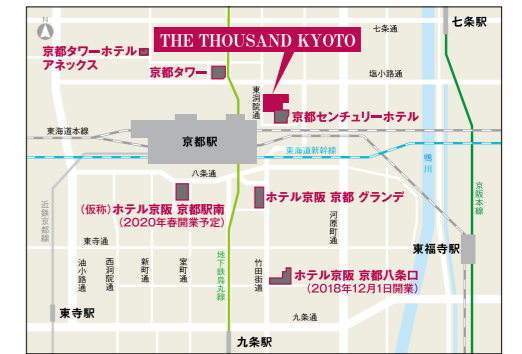 七条駅
N
七条通
THE THOUSAND KYOTO
京都タワーホテル
アネックス
京都タワー
塩小路通
東洞院通
京都センチュリーホテル
東海道本線
京都駅
東海道新幹線
鴨川
八条通
近鉄京都線
(仮称)ホテル京阪 京都駅南
(2020年春開業予定)
ホテル京阪 京都 グランデ
河原町通
京阪本線
東寺通
油小路通
西洞院通
新町通
室町通
地下鉄烏丸線
竹田街道
東福寺駅
ホテル京阪 京都八条口
(2018年12月1日開業)
東寺駅
九条通
九条駅